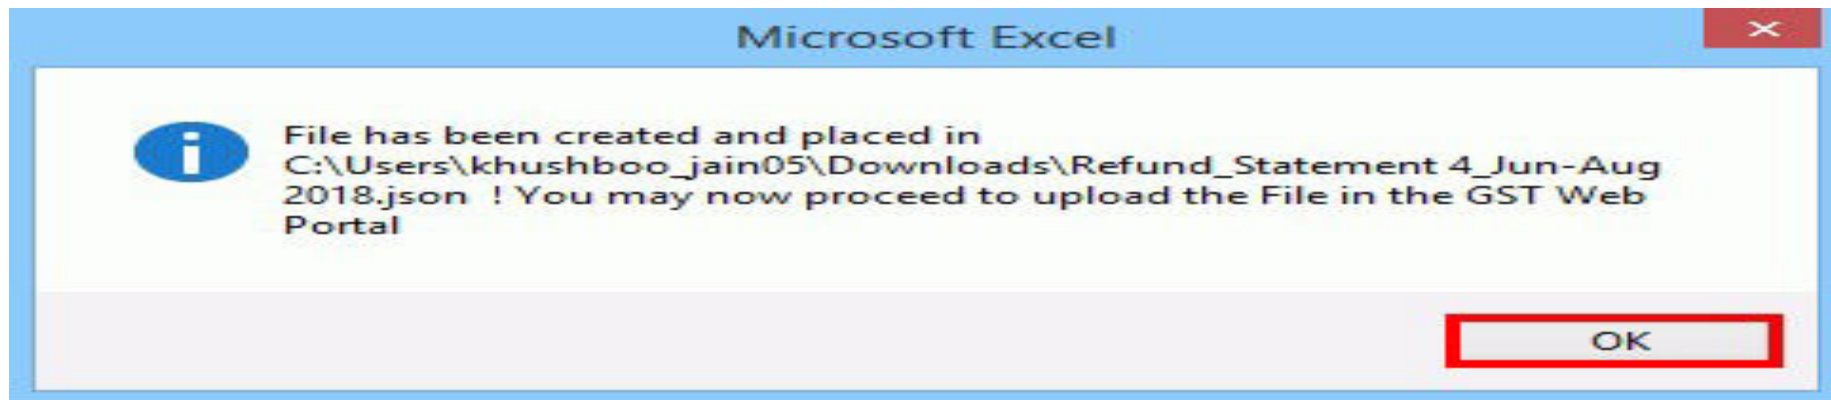 Microsoft Excel
File has been created and placed in
C:\Users\khushboo_jain05\Downloads\Refund_Statement 4_Jun-Aug
2018.json  ! You may now proceed to upload the File in the GST Web
Portal
OK